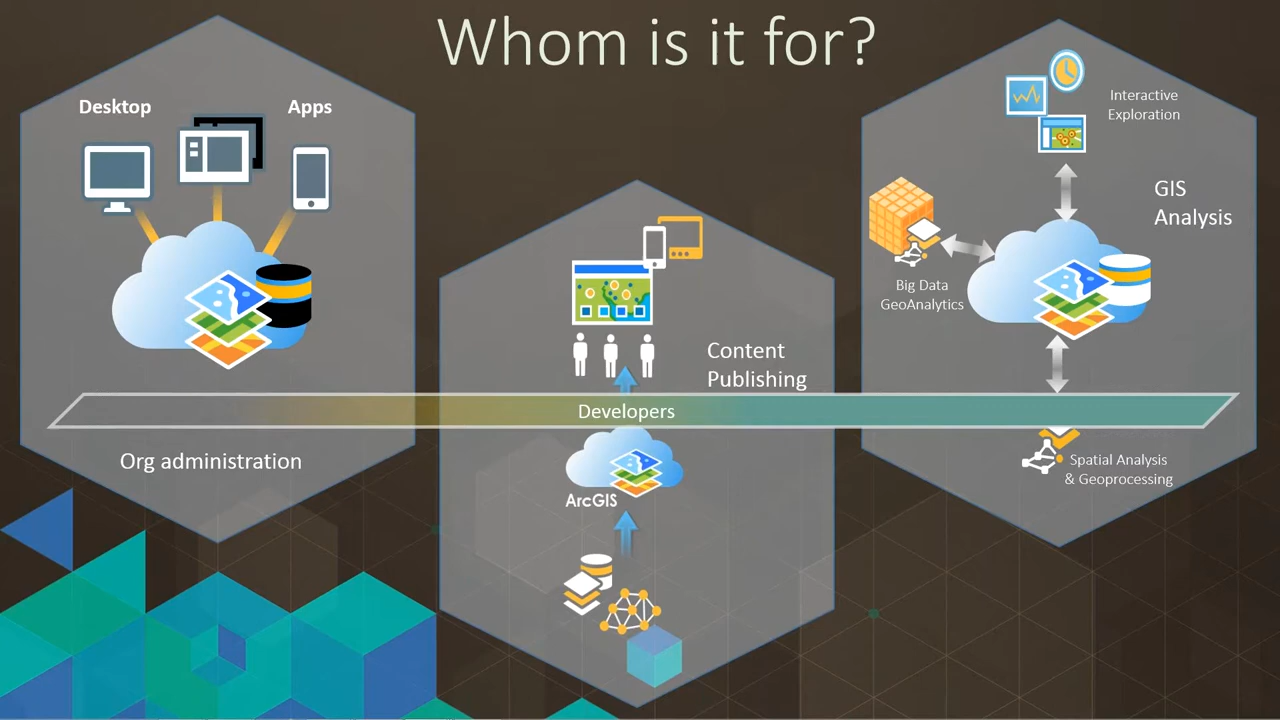 Whom is it for?
Desktop
Apps
Org administration
Content
Publishing
Developers
ArcGIS
Interactive
Exploration
GIS
Analysis
Big Data
GeoAnalytics
Spatial Analysis
& Geoprocessing